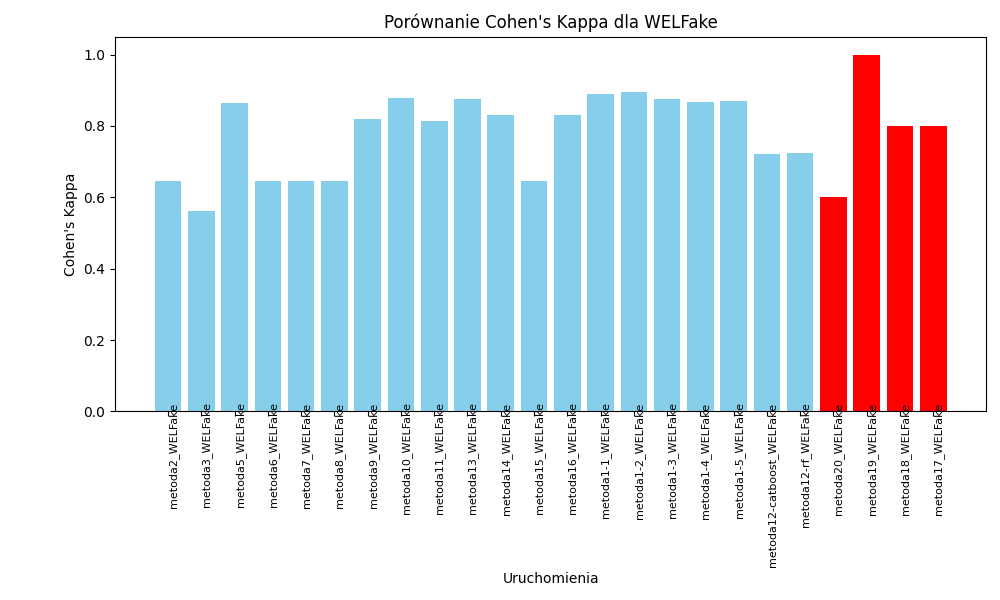 Porównanie Cohen's Kappa dla WELFake
Cohen's Kappa
1.0
0.8
0.6
0.4
0.2
0.0
metoda2_WELFake
metoda3_WELFake
metoda5_WELFake
metoda6_WELFake
metoda7_WELFake
metoda8_WELFake
metoda9_WELFake
metoda10_WELFake
metoda11_WELFake
metoda13_WELFake
metoda14_WELFake
metoda15_WELFake
metoda16_WELFake
metoda1-1_WELFake
metoda1-2_WELFake
metoda1-3_WELFake
metoda1-4_WELFake
metoda1-5_WELFake
metoda12-catboost_WELFake
metoda12-rf_WELFake
metoda20_WELFake
metoda19_WELFake
metoda18_WELFake
metoda17_WELFake
Uruchomienia